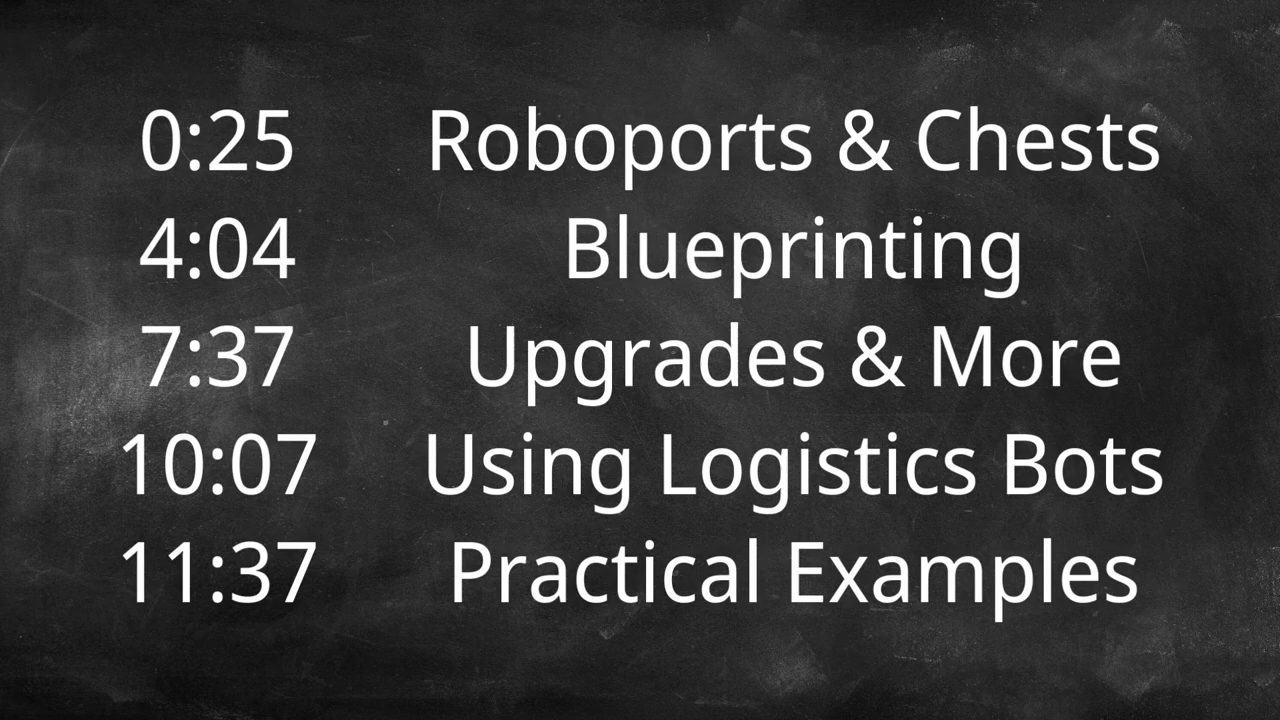 0:25 Roboports & Chests
4:04 Blueprinting
7:37 Upgrades & More
10:07 Using Logistics Bots
11:37 Practical Examples